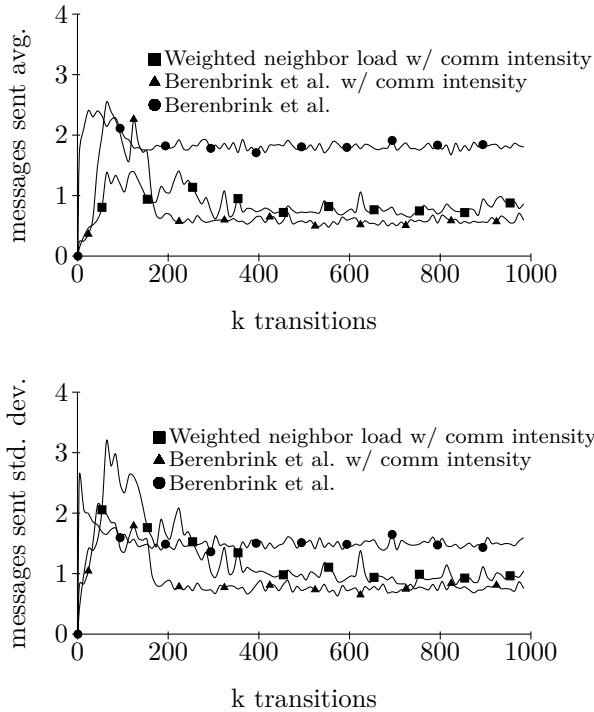 4
3
2
1
0
messages sent avg.
Weighted neighbor load w/ comm intensity
Berenbrink et al. w/ comm intensity
Berenbrink et al.
0 200 400 600 800 1000
k transitions
4
3
2
1
0
messages sent std. dev.
Weighted neighbor load w/ comm intensity
Berenbrink et al. w/ comm intensity
Berenbrink et al.
0 200 400 600 800 1000
k transitions